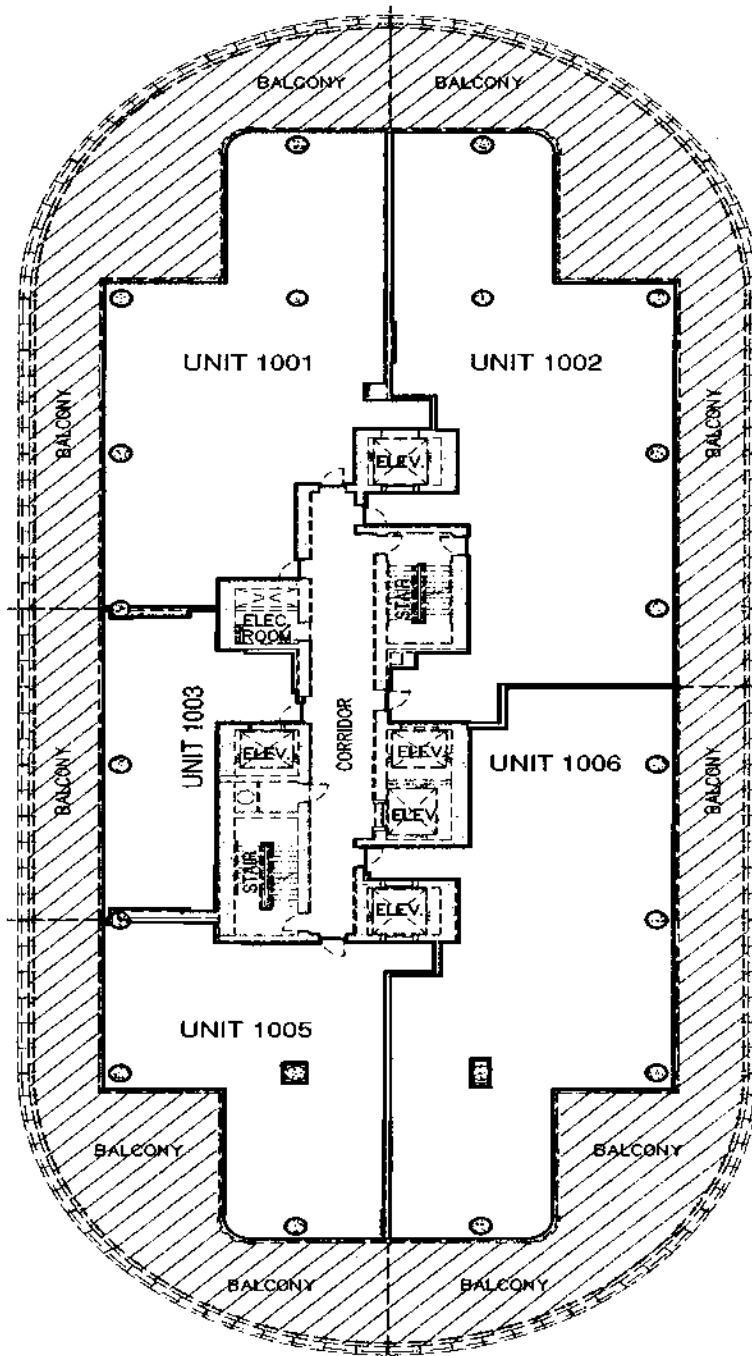 BALCONY
BALCONY
UNIT 1001
UNIT 1002
BALCONY
BALCONY
ELEV.
STAIR
ELEC
ROOM
UNIT 1003
CORRIDOR
ELEV.
ELEV.
UNIT 1006
BALCONY
BALCONY
ELEV.
STAIR
ELEV.
UNIT 1005
BALCONY
BALCONY
BALCONY
BALCONY